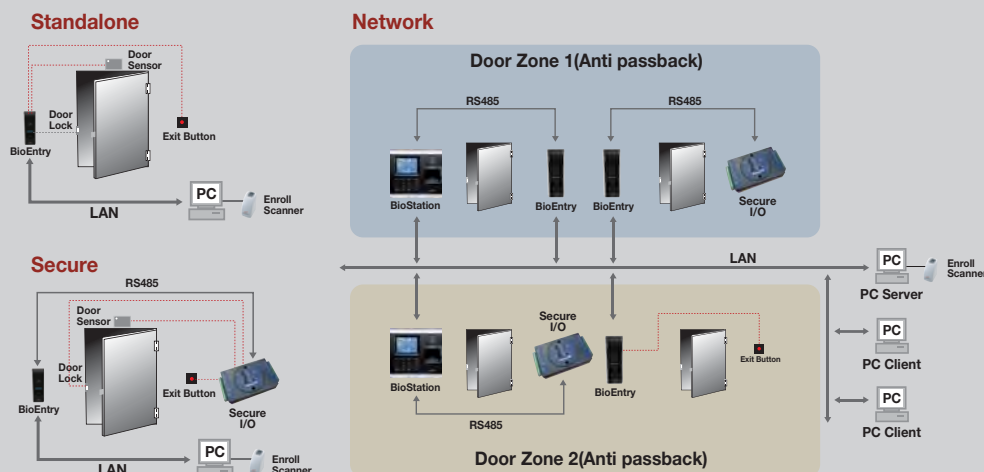 Standalone
Door
Sensor
Door
Lock
BioEntry
Exit Button
PC
Enroll
Scanner
LAN
Secure
RS485
Door
Sensor
Door
Lock
BioEntry
Exit Button
Secure
I/O
PC
Enroll
Scanner
LAN
Network
Door Zone 1(Anti passback)
RS485
RS485
BioStation
BioEntry
BioEntry
Secure
I/O
LAN
PC
Enroll
Scanner
PC Server
PC
PC Client
PC
PC Client
Secure
I/O
BioStation
BioEntry
Exit Button
RS485
Door Zone 2(Anti passback)